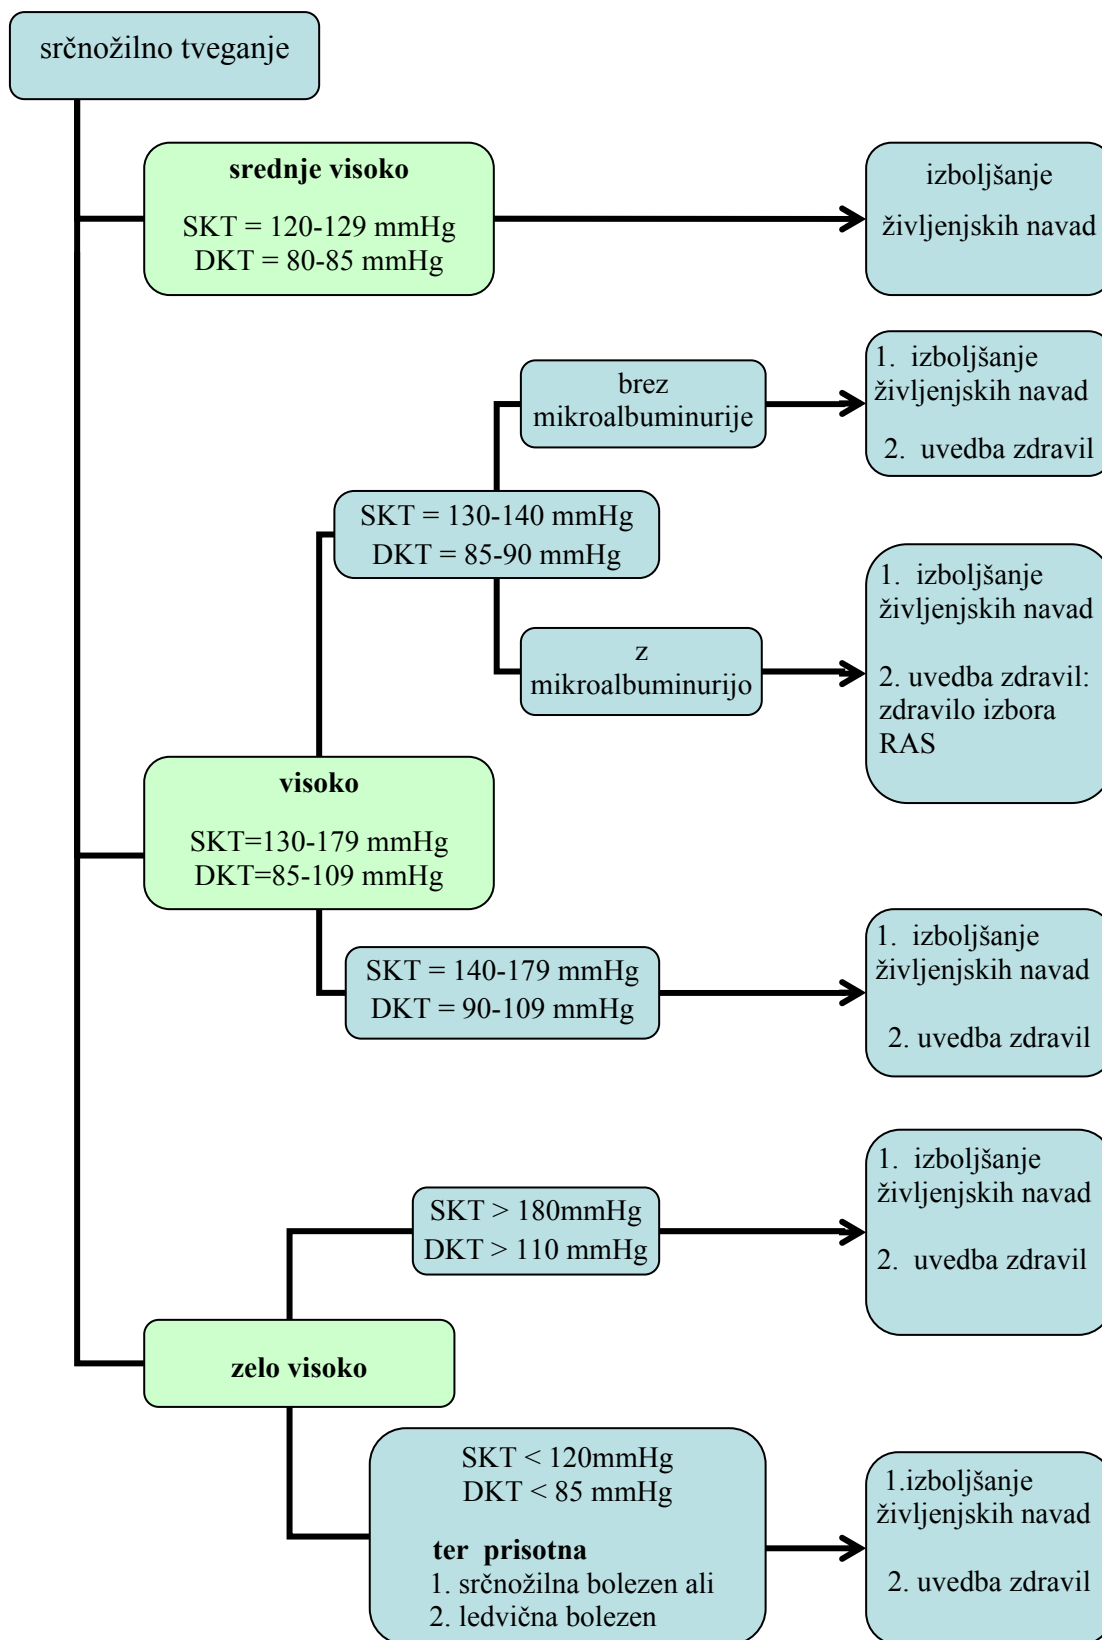 srčnožilno tveganje
srednje visoko
SKT = 120-129 mmHg
DKT = 80-85 mmHg
izboljšanje
življenjskih navad
brez
mikroalbuminurije
1. izboljšanje
življenjskih navad
2. uvedba zdravil
SKT = 130-140 mmHg
DKT = 85-90 mmHg
z
mikroalbuminurijo
1. izboljšanje
življenjskih navad
2. uvedba zdravil:
zdravilo izbora
RAS
visoko
SKT=130-179 mmHg
DKT=85-109 mmHg
SKT = 140-179 mmHg
DKT = 90-109 mmHg
1. izboljšanje
življenjskih navad
2. uvedba zdravil
SKT > 180mmHg
DKT > 110 mmHg
1. izboljšanje
življenjskih navad
2. uvedba zdravil
zelo visoko
SKT < 120mmHg
DKT < 85 mmHg
ter prisotna
1. srčnožilna bolezen ali
2. ledvična bolezen
1.izboljšanje
življenjskih navad
2. uvedba zdravil